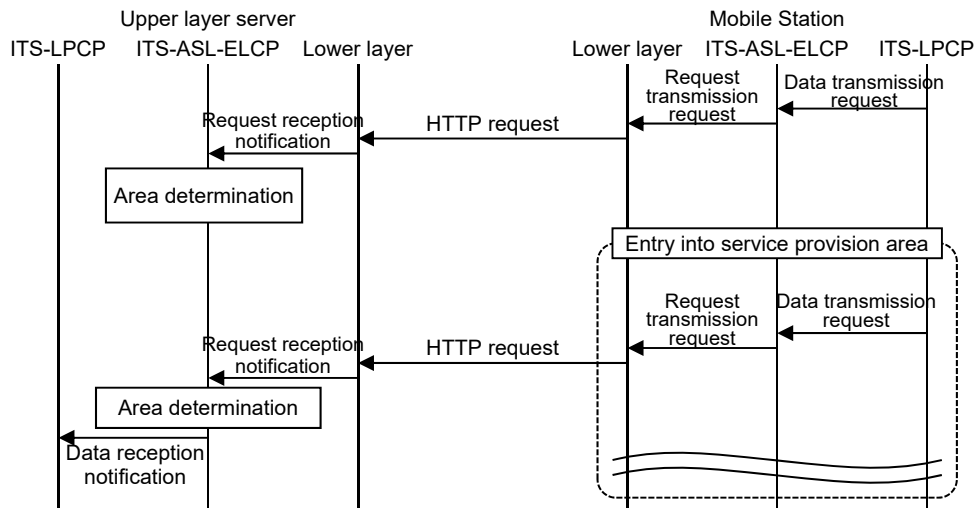 Upper layer server
Mobile Station
ITS-LPCP
ITS-ASL-ELCP
Lower layer
Lower layer
ITS-ASL-ELCP
ITS-LPCP
Request
transmission
request
Data transmission
request
Request reception
notification
HTTP request
Area determination
Entry into service provision area
Request
transmission
request
Data transmission
request
Request reception
notification
HTTP request
Area determination
Data reception
notification